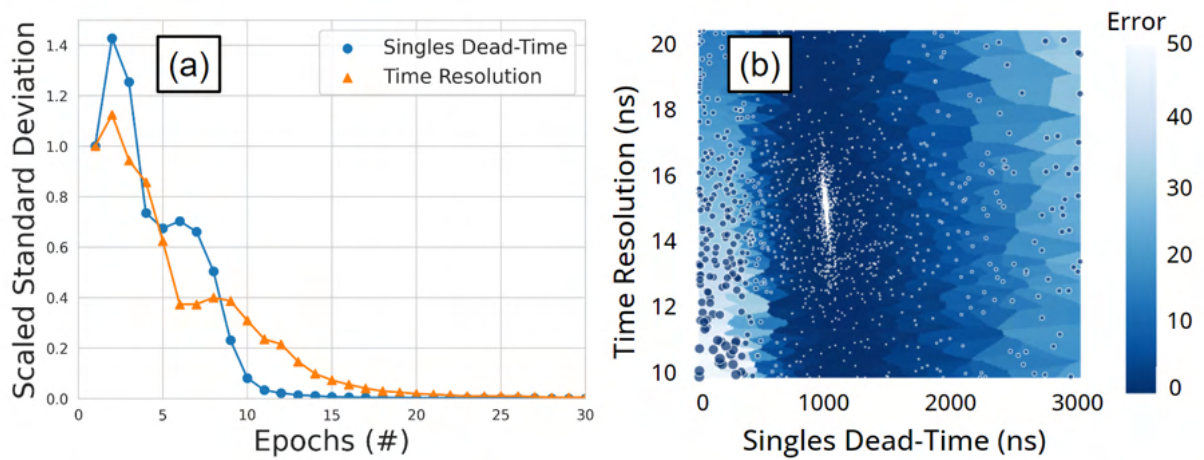 (a)
Singles Dead-Time
Time Resolution
Scaled Standard Deviation
1.4
1.2
1.0
0.8
0.6
0.4
0.2
0.0
0 5 10 15 20 25 30
Epochs (#)
(b)
Time Resolution (ns)
20
18
16
14
12
10
0 1000 2000 3000
Singles Dead-Time (ns)
Error
50
40
30
20
10
0